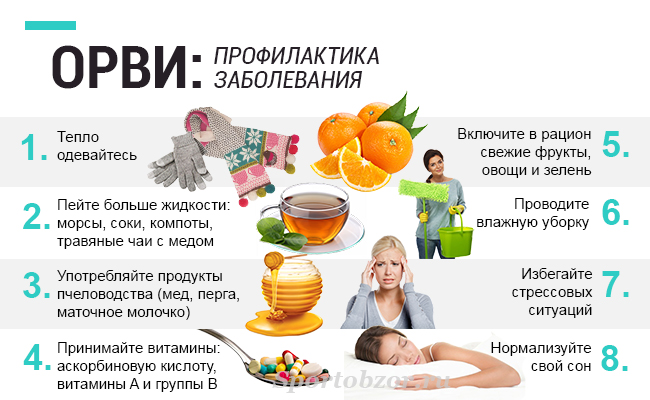 ОРВИ: ПРОФИЛАКТИКА
ЗАБОЛЕВАНИЯ
1. Тепло
одевайтесь
2. Пейте больше жидкости:
морсы, соки, компоты,
травяные чаи с медом
3. Употребляйте продукты
пчеловодства (мед, перга,
маточное молочко)
4. Принимайте витамины:
аскорбиновую кислоту,
витамины А и группы В
Включите в рацион 5.
свежие фрукты,
овощи и зелень
Проводите 6.
влажную уборку
Избегайте 7.
стрессовых
ситуаций
Нормализуйте 8.
свой сон
sportobzor.ru